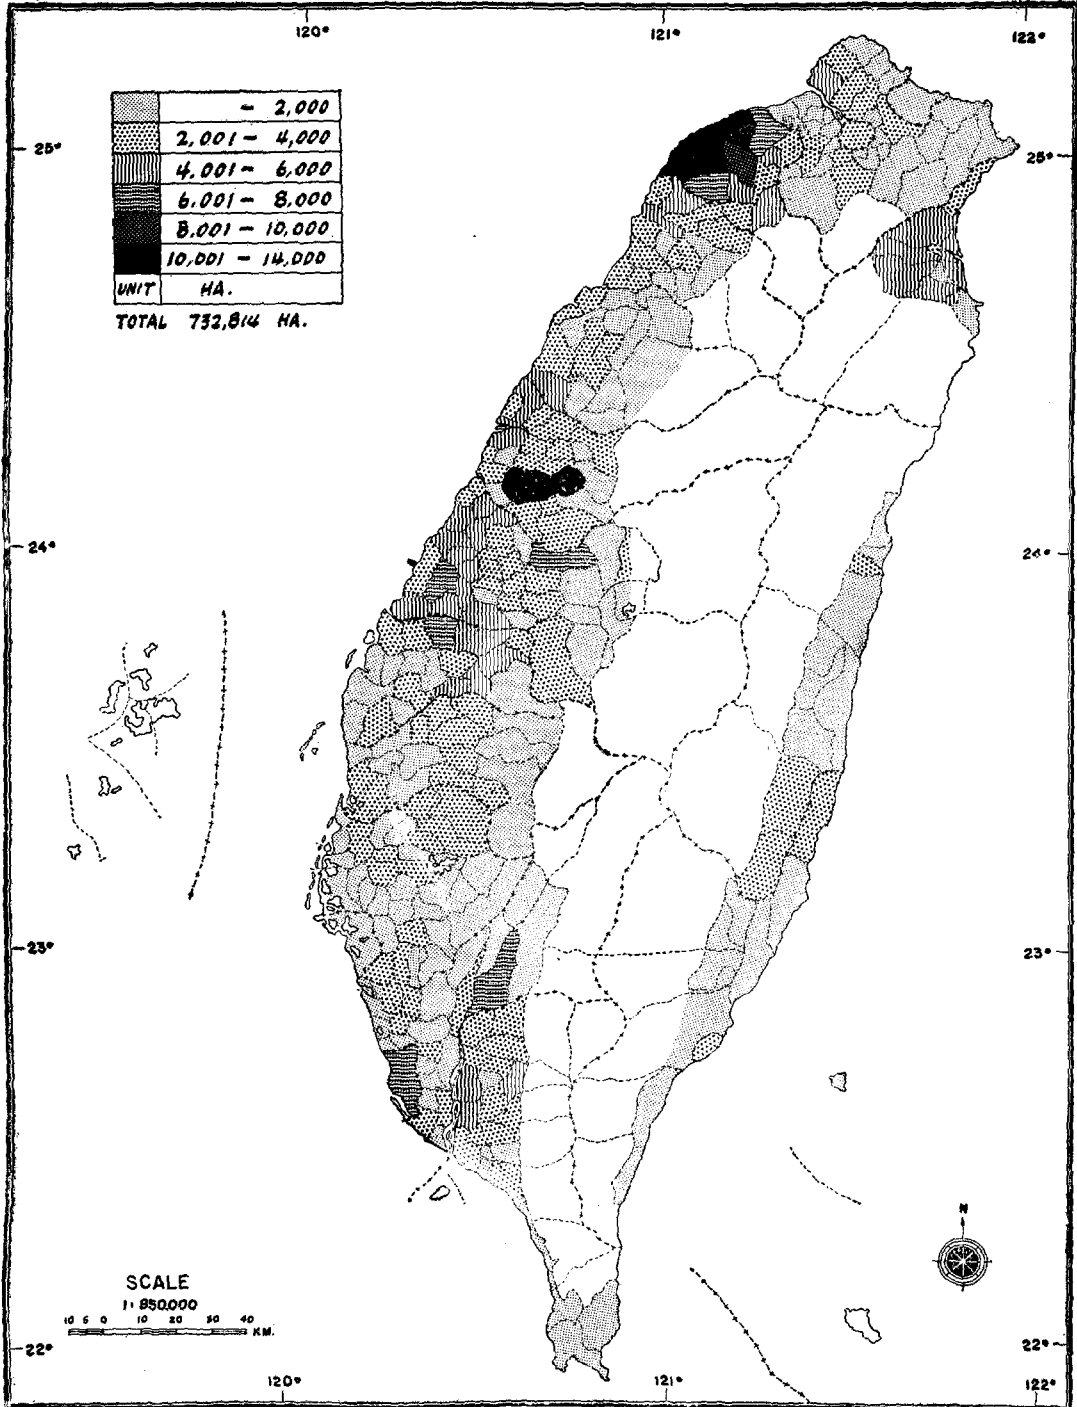 120°
121°
122°
- 2,000
2,001 - 4,000
4,001 - 6,000
6,001 - 8,000
8,001 - 10,000
10,001 - 14,000
UNIT HA.
TOTAL 732,814 HA.
25°
25°
24°
24°
23°
23°
N
SCALE
1:850,000
10 5 0 10 20 30 40 KM.
22°
22°
120°
121°
122°